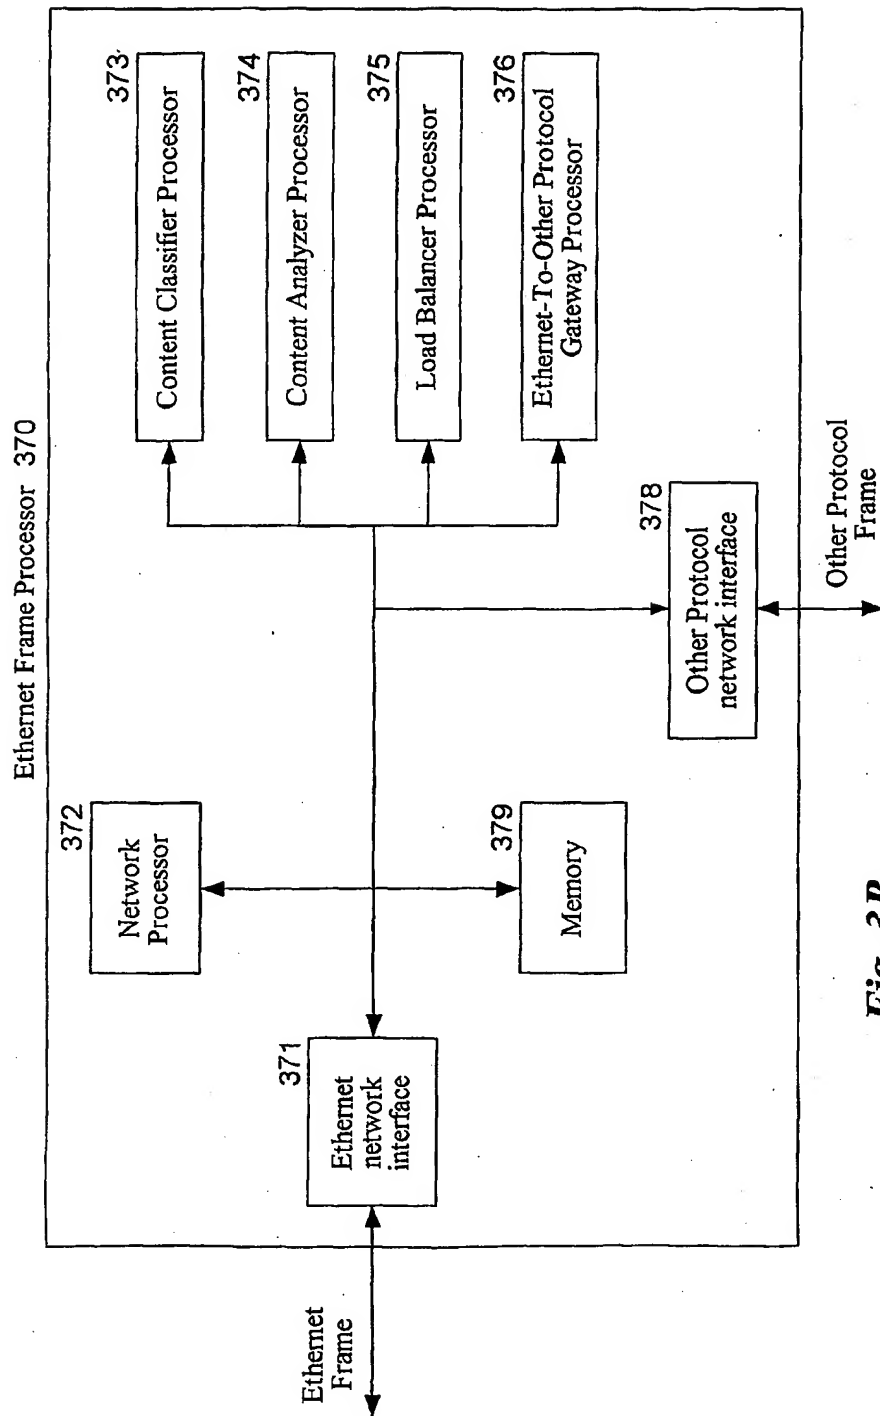 Ethernet Frame Processor 370
Ethernet
Frame
371
Ethernet
network
interface
372
Network
Processor
379
Memory
373
Content Classifier Processor
374
Content Analyzer Processor
375
Load Balancer Processor
376
Ethernet-To-Other Protocol
Gateway Processor
378
Other Protocol
network interface
Other Protocol
Frame
Fig.